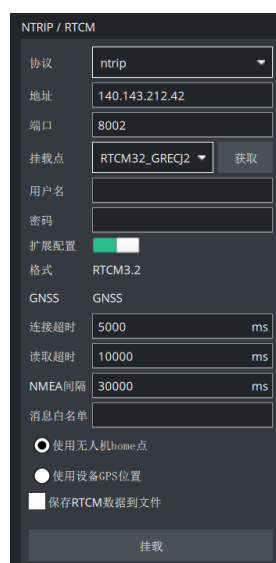 NTRIP / RTCM
协议 ntrip
地址 140.143.212.42
端口 8002
挂载点 RTCM32_GRECJ2 获取
用户名
密码
扩展配置
格式 RTCM3.2
GNSS GNSS
连接超时 5000 ms
读取超时 10000 ms
NMEA间隔 30000 ms
消息白名单
使用无人机home点
使用设备GPS位置
保存RTCM数据到文件
挂载